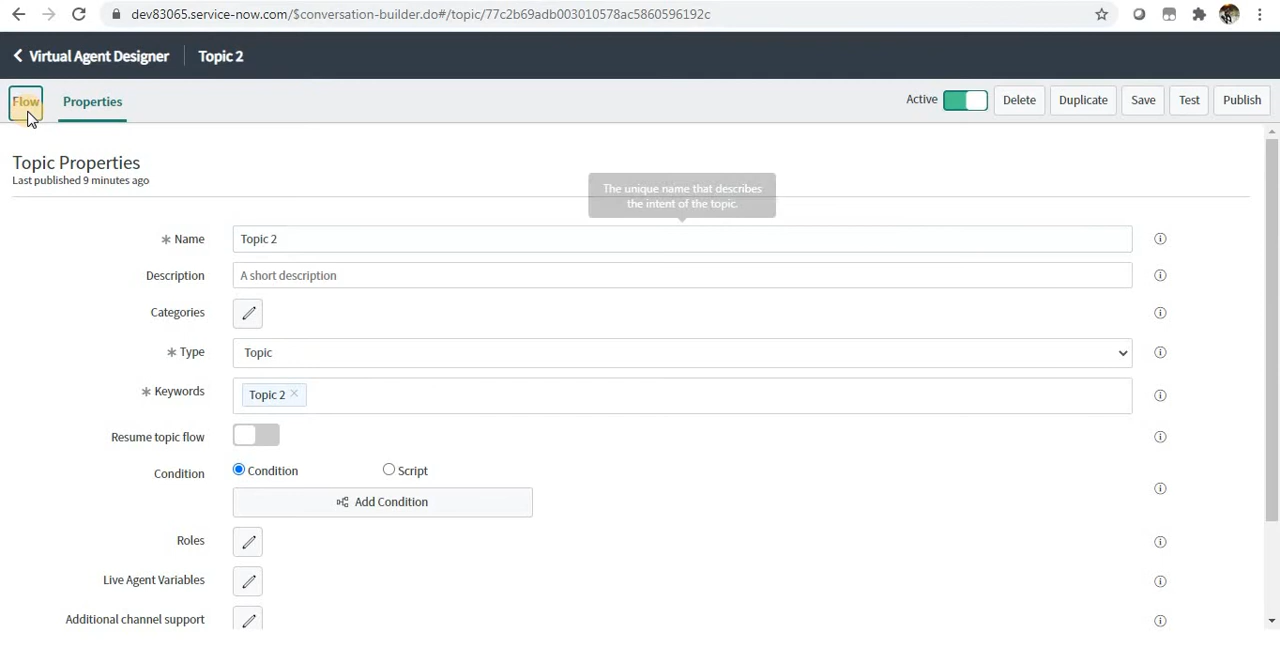 dev83065.service-now.com/$conversation-builder.do#/topic/77c2b69adb003010578ac5860596192c
Virtual Agent Designer Topic 2
Flow Properties Active Delete Duplicate Save Test Publish
Topic Properties
Last published 9 minutes ago
The unique name that describes
the intent of the topic.
Name Topic 2
Description A short description
Categories
Type Topic
Keywords Topic 2 ×
Resume topic flow
Condition Condition Script
Add Condition
Roles
Live Agent Variables
Additional channel support